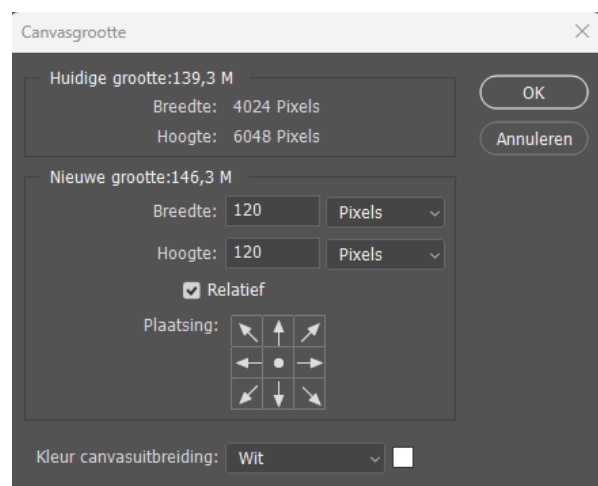 Canvasgrootte
Huidige grootte:139,3 M
OK
Breedte: 4024 Pixels
Hoogte: 6048 Pixels
Annuleren
Nieuwe grootte:146,3 M
Breedte: 120 Pixels
Hoogte: 120 Pixels
Relatief
Plaatsing:
Kleur canvasuitbreiding: Wit